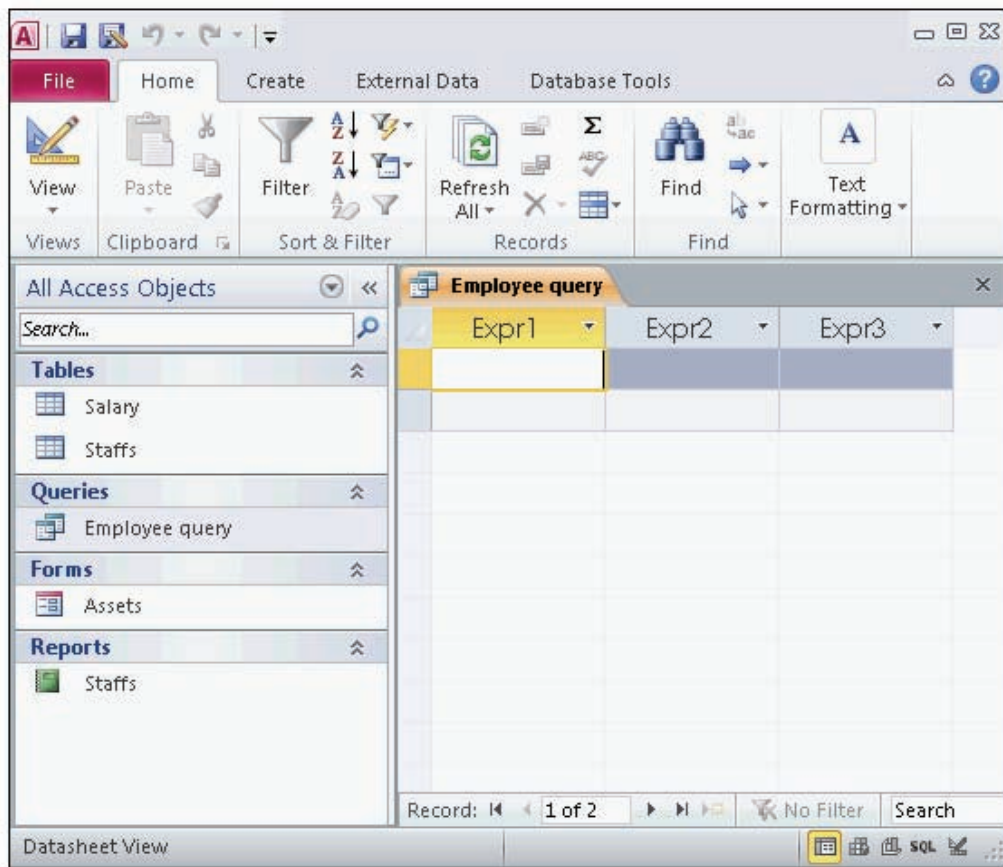 File Home Create External Data Database Tools
View Paste Filter Refresh All Find Text Formatting
Views Clipboard Sort & Filter Records Find
All Access Objects
Search...
Tables
Salary
Staffs
Queries
Employee query
Forms
Assets
Reports
Staffs
Employee query
Expr1 Expr2 Expr3
Record: 1 of 2 No Filter Search
Datasheet View SQL